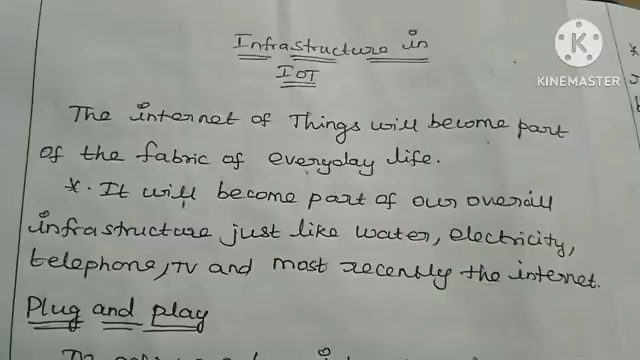 Infrastructure in
IOT
KINEMASTER
The internet of Things will become part
of the fabric of everyday life.
*. It will become part of our overall
infrastructure just like water, electricity,
telephone, TV and most recently the internet.
Plug and play